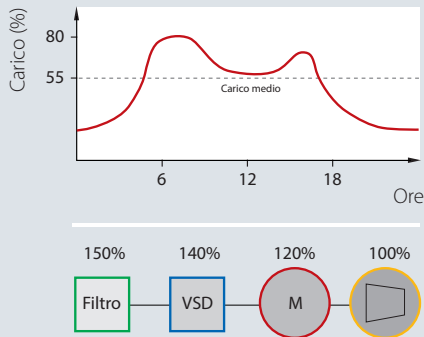 Carico (%)
80
55
Carico medio
6 12 18
Ore
150% 140% 120% 100%
Filtro VSD M